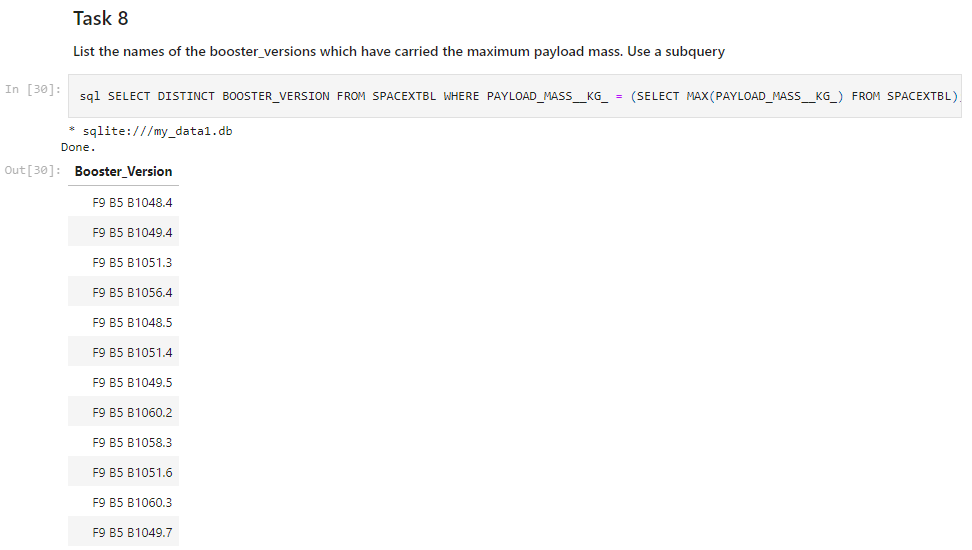 Task 8
List the names of the booster_versions which have carried the maximum payload mass. Use a subquery
In [30]:
sql SELECT DISTINCT BOOSTER_VERSION FROM SPACEXTBL WHERE PAYLOAD_MASS__KG_ = (SELECT MAX(PAYLOAD_MASS__KG_) FROM SPACEXTBL);
* sqlite:///my_data1.db
Done.
Out[30]:
Booster_Version
F9 B5 B1048.4
F9 B5 B1049.4
F9 B5 B1051.3
F9 B5 B1056.4
F9 B5 B1048.5
F9 B5 B1051.4
F9 B5 B1049.5
F9 B5 B1060.2
F9 B5 B1058.3
F9 B5 B1051.6
F9 B5 B1060.3
F9 B5 B1049.7